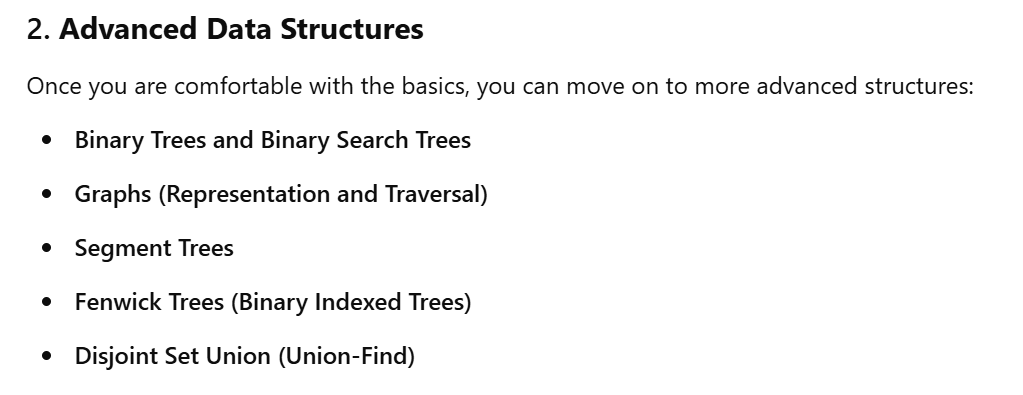 2. Advanced Data Structures
Once you are comfortable with the basics, you can move on to more advanced structures:
• Binary Trees and Binary Search Trees
• Graphs (Representation and Traversal)
• Segment Trees
• Fenwick Trees (Binary Indexed Trees)
• Disjoint Set Union (Union-Find)